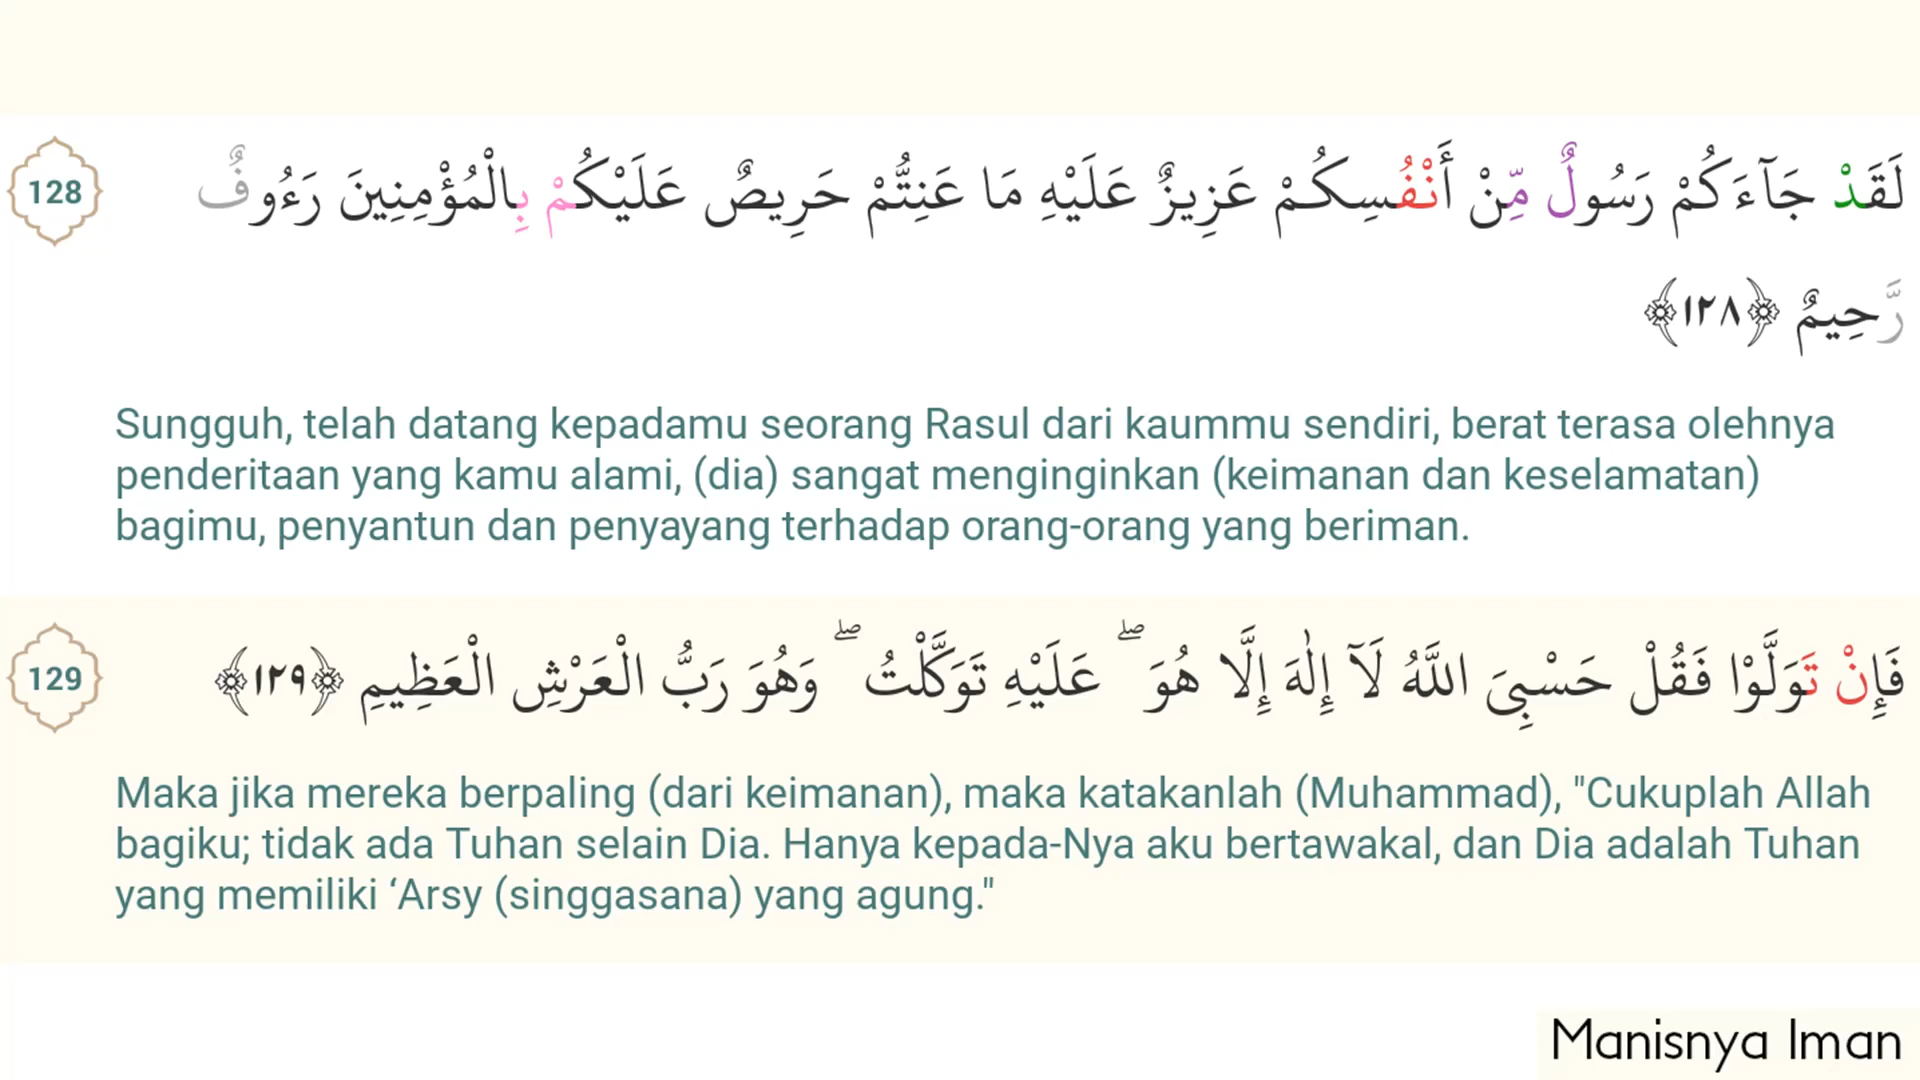 128
لَقَدْ جَآءَكُمْ رَسُولٌ مِّنْ أَنْفُسِكُمْ عَزِيزٌ عَلَيْهِ مَا عَنِتُّمْ حَرِيصٌ عَلَيْكُمْ بِالْمُؤْمِنِينَ رَءُوفٌ
رَّحِيمٌ ﴿١٢٨﴾
Sungguh, telah datang kepadamu seorang Rasul dari kaummu sendiri, berat terasa olehnya
penderitaan yang kamu alami, (dia) sangat menginginkan (keimanan dan keselamatan)
bagimu, penyantun dan penyayang terhadap orang-orang yang beriman.
129
فَإِنْ تَوَلَّوْا فَقُلْ حَسْبِىَ اللَّهُ لَآ إِلٰهَ إِلَّا هُوَ ۖ عَلَيْهِ تَوَكَّلْتُ ۖ وَهُوَ رَبُّ الْعَرْشِ الْعَظِيمِ ﴿١٢٩﴾
Maka jika mereka berpaling (dari keimanan), maka katakanlah (Muhammad), "Cukuplah Allah
bagiku; tidak ada Tuhan selain Dia. Hanya kepada-Nya aku bertawakal, dan Dia adalah Tuhan
yang memiliki ‘Arsy (singgasana) yang agung."
Manisnya Iman